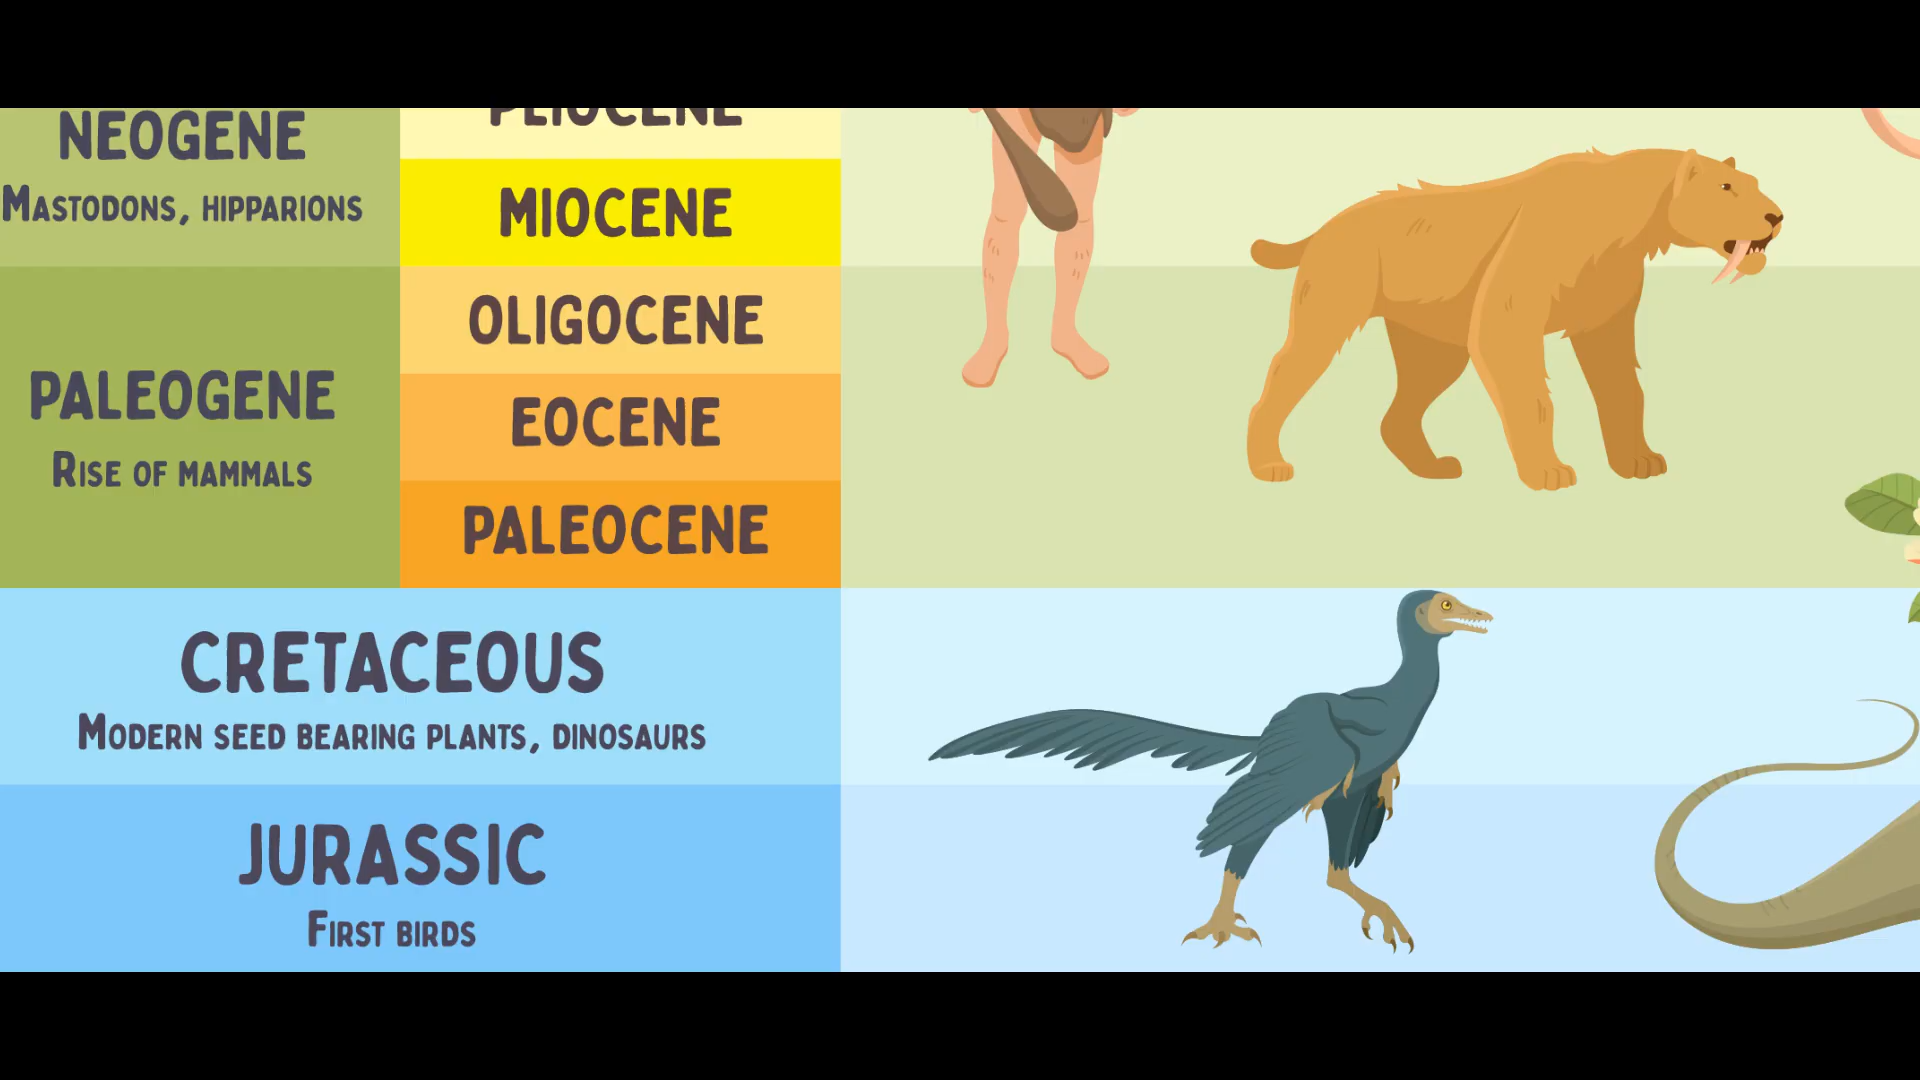 NEOGENE
MASTODONS, HIPPARIONS
PLIOCENE
MIOCENE
OLIGOCENE
PALEOGENE
RISE OF MAMMALS
EOCENE
PALEOCENE
CRETACEOUS
MODERN SEED BEARING PLANTS, DINOSAURS
JURASSIC
FIRST BIRDS